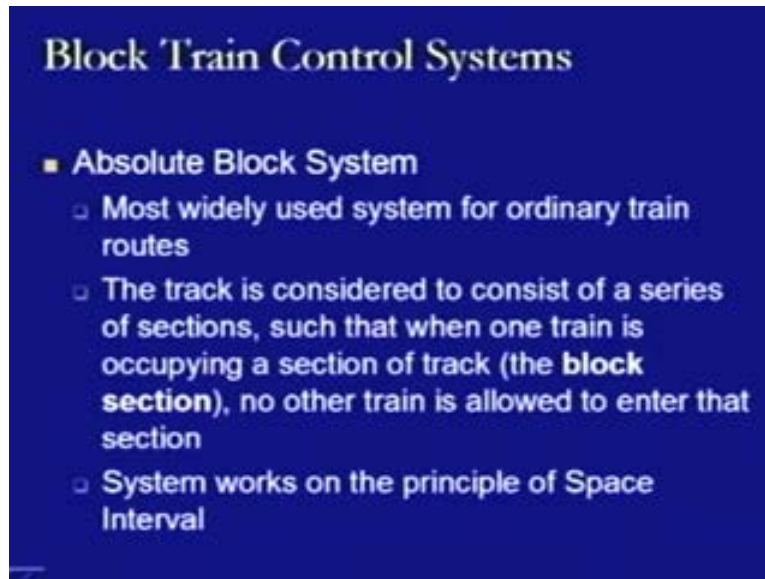 Block Train Control Systems
Absolute Block System
Most widely used system for ordinary train
routes
The track is considered to consist of a series
of sections, such that when one train is
occupying a section of track (the block
section), no other train is allowed to enter that
section
System works on the principle of Space
Interval